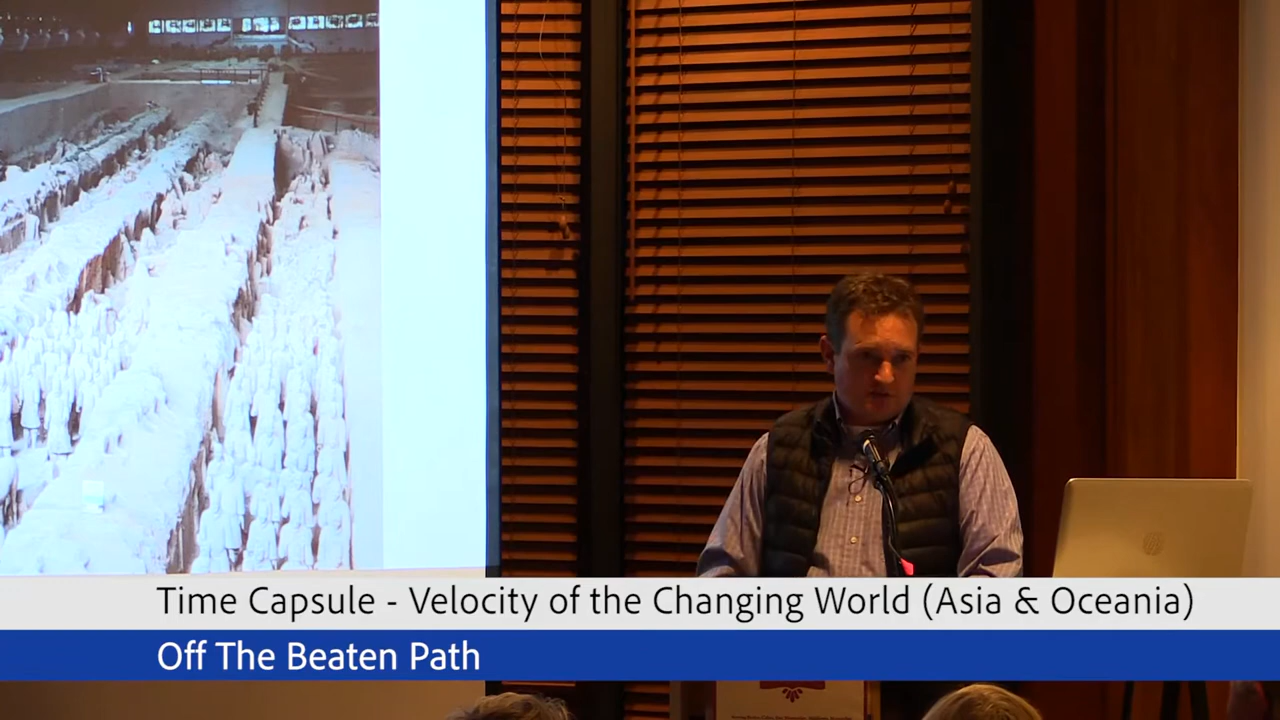 Time Capsule - Velocity of the Changing World (Asia & Oceania)
Off The Beaten Path